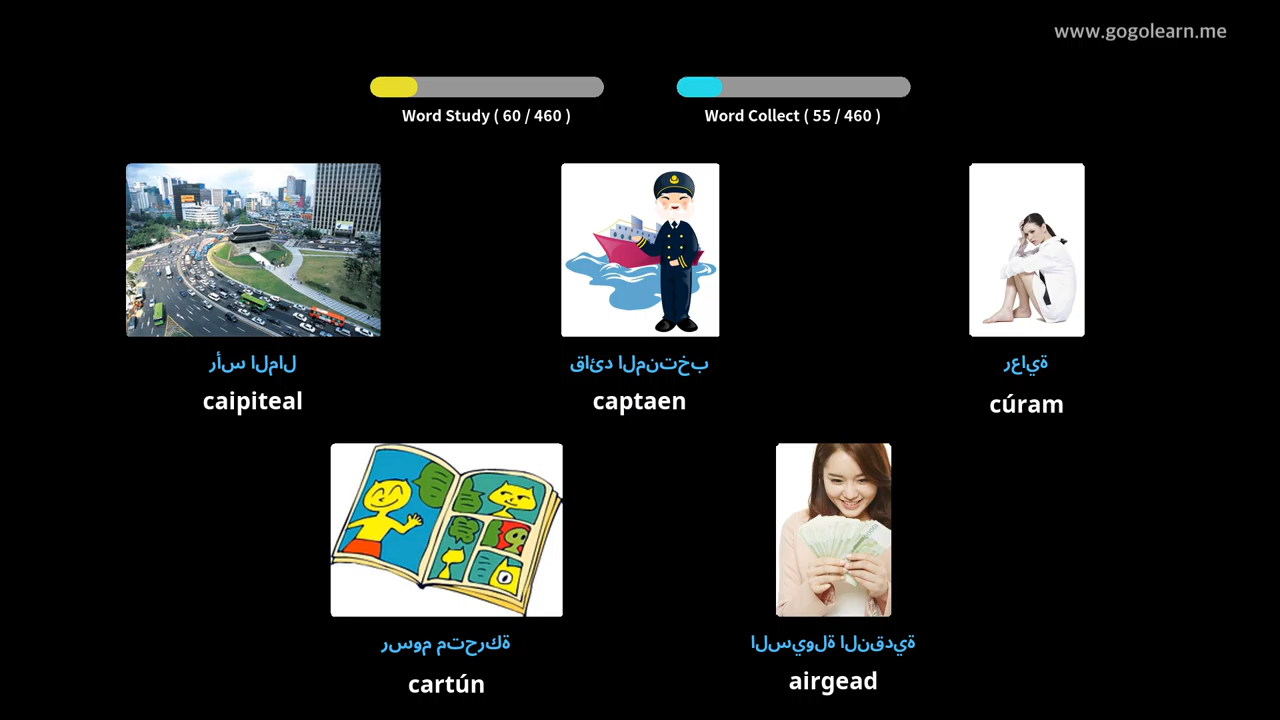 www.gogolearn.me
Word Study ( 60 / 460 )
Word Collect ( 55 / 460 )
رأس المال
caipiteal
قائد المنتخب
captaen
رعاية
cúram
رسوم متحركة
cartún
السيولة النقدية
airgead